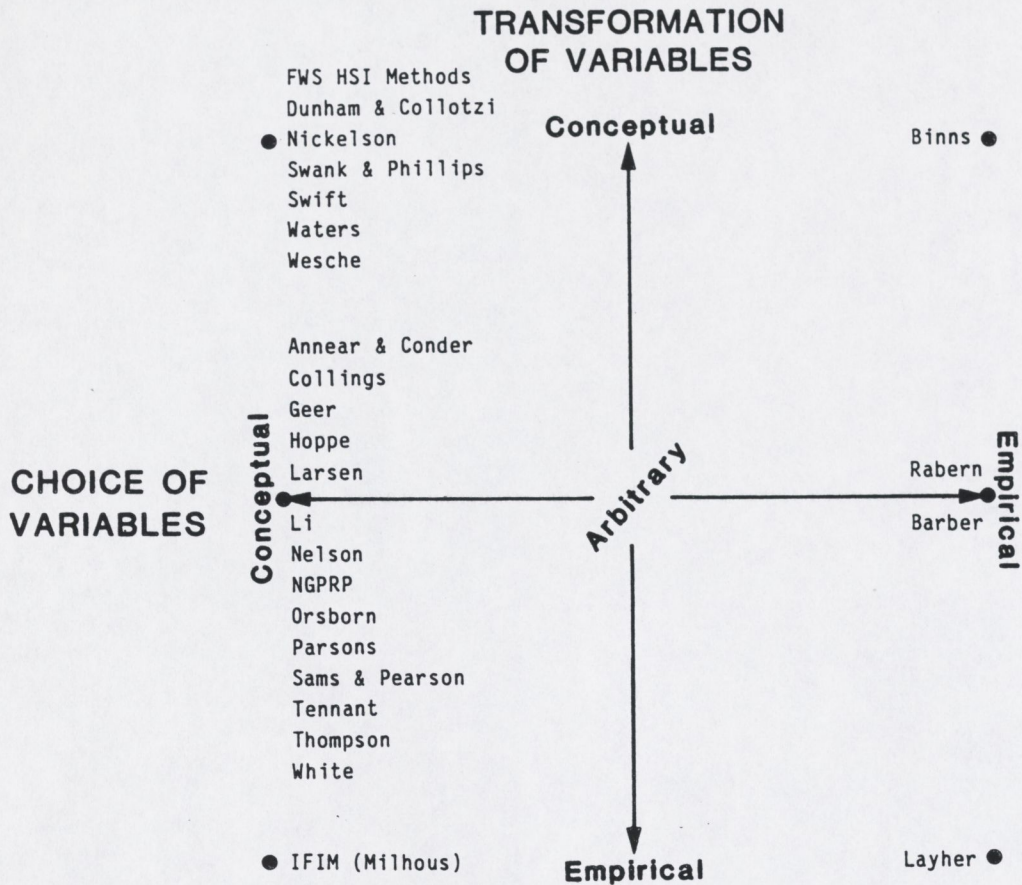 TRANSFORMATION
OF VARIABLES
FWS HSI Methods
Dunham & Collotzi
Nickelson
Swank & Phillips
Swift
Waters
Wesche
Conceptual
Binns
Annear & Conder
Collings
Geer
Hoppe
Larsen
CHOICE OF
VARIABLES
Conceptual
Arbitrary
Rabern
Barber
Empirical
Li
Nelson
NGPRP
Orsborn
Parsons
Sams & Pearson
Tennant
Thompson
White
IFIM (Milhous)
Empirical
Layher